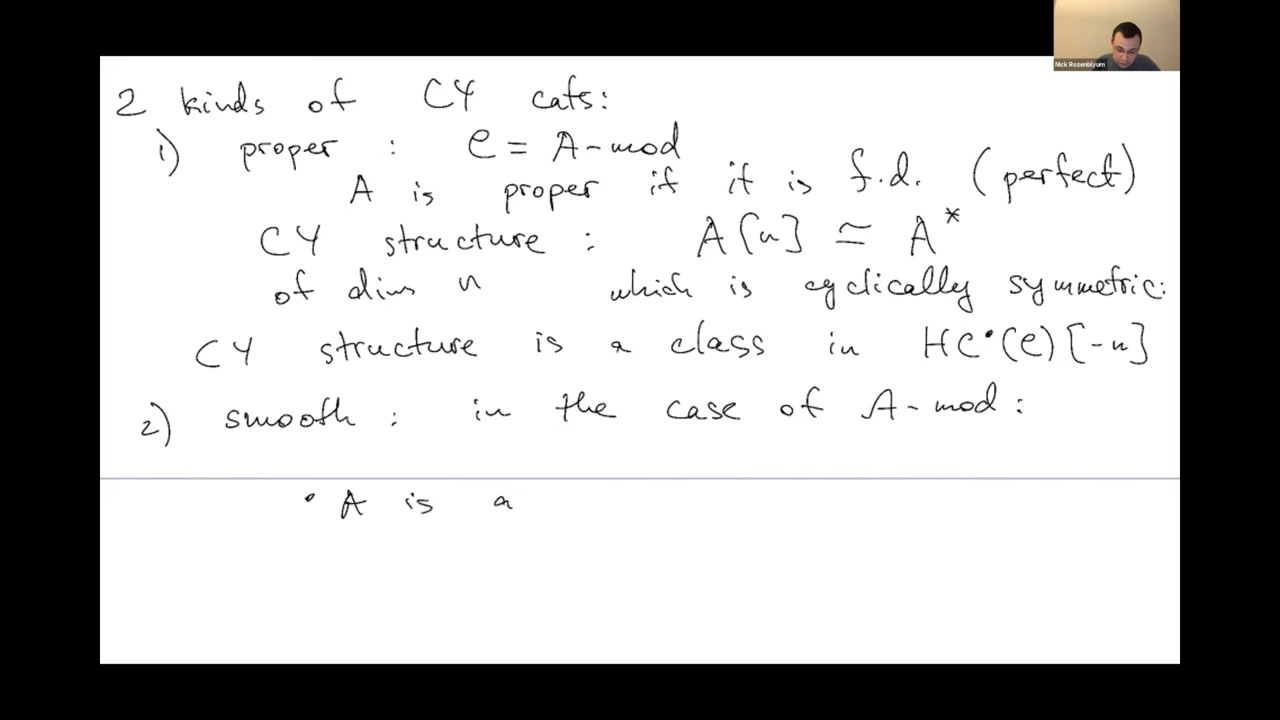 Nick Rozenblyum
2 kinds of CY cats:
1) proper : C = A-mod
A is proper if it is f.d. (perfect)
CY structure : A[n] ≃ A*
of dim n which is cyclically symmetric:
CY structure is a class in HC•(C)[-n]
2) smooth : in the case of A-mod :
• A is a